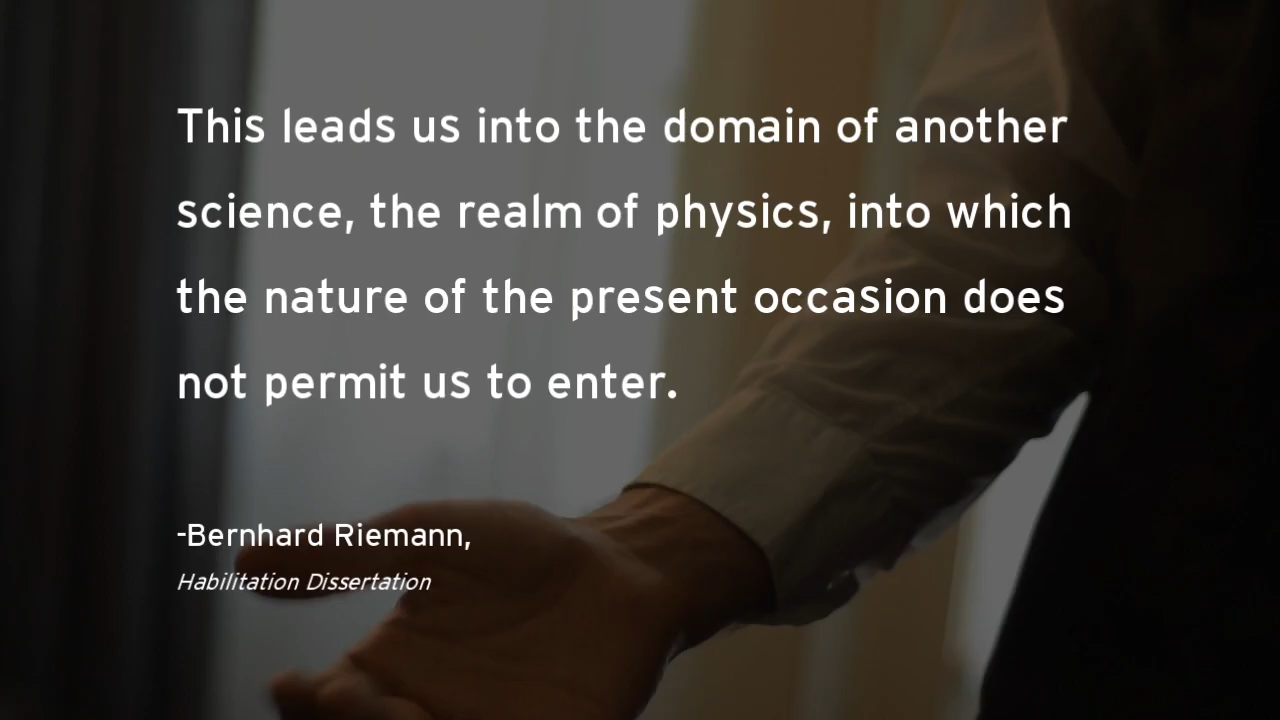 This leads us into the domain of another
science, the realm of physics, into which
the nature of the present occasion does
not permit us to enter.
-Bernhard Riemann,
Habilitation Dissertation